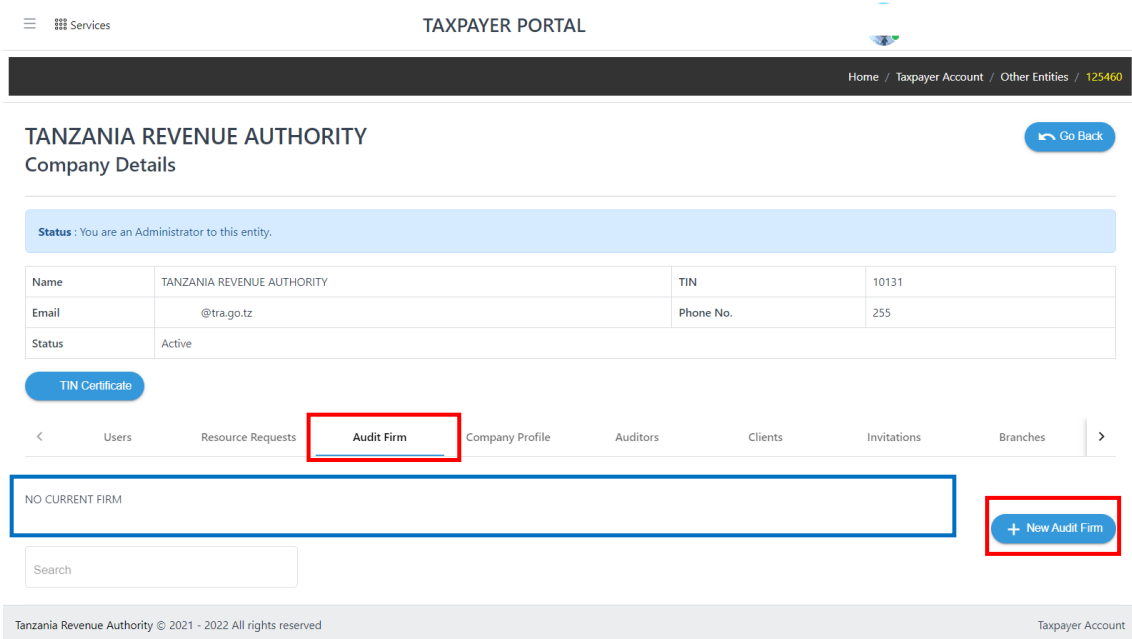 Services
TAXPAYER PORTAL
Home / Taxpayer Account / Other Entities / 125460
TANZANIA REVENUE AUTHORITY
Go Back
Company Details
Status : You are an Administrator to this entity.
Name TANZANIA REVENUE AUTHORITY TIN 10131
Email @tra.go.tz Phone No. 255
Status Active
TIN Certificate
Users Resource Requests Audit Firm Company Profile Auditors Clients Invitations Branches
NO CURRENT FIRM
+ New Audit Firm
Search
Tanzania Revenue Authority © 2021 - 2022 All rights reserved Taxpayer Account